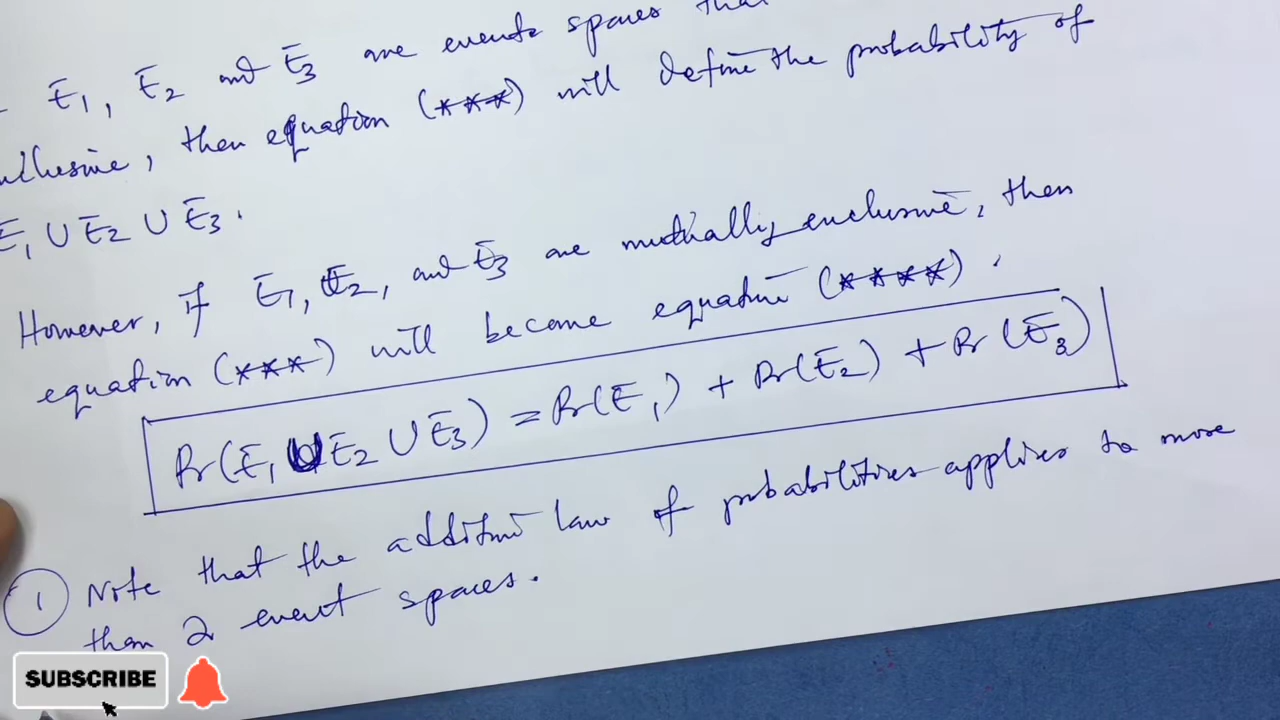 E1, E2 and E3 are events spaces that
then equation (***) will define the probability of
E1 U E2 U E3.
However, if E1, E2, and E3 are mutually exclusive, then
equation (***) will become equation (****).
Pr(E1 U E2 U E3) = Pr(E1) + Pr(E2) + Pr(E3)
1 Note that the additive law of probabilities applies to more
than 2 event spaces.
SUBSCRIBE